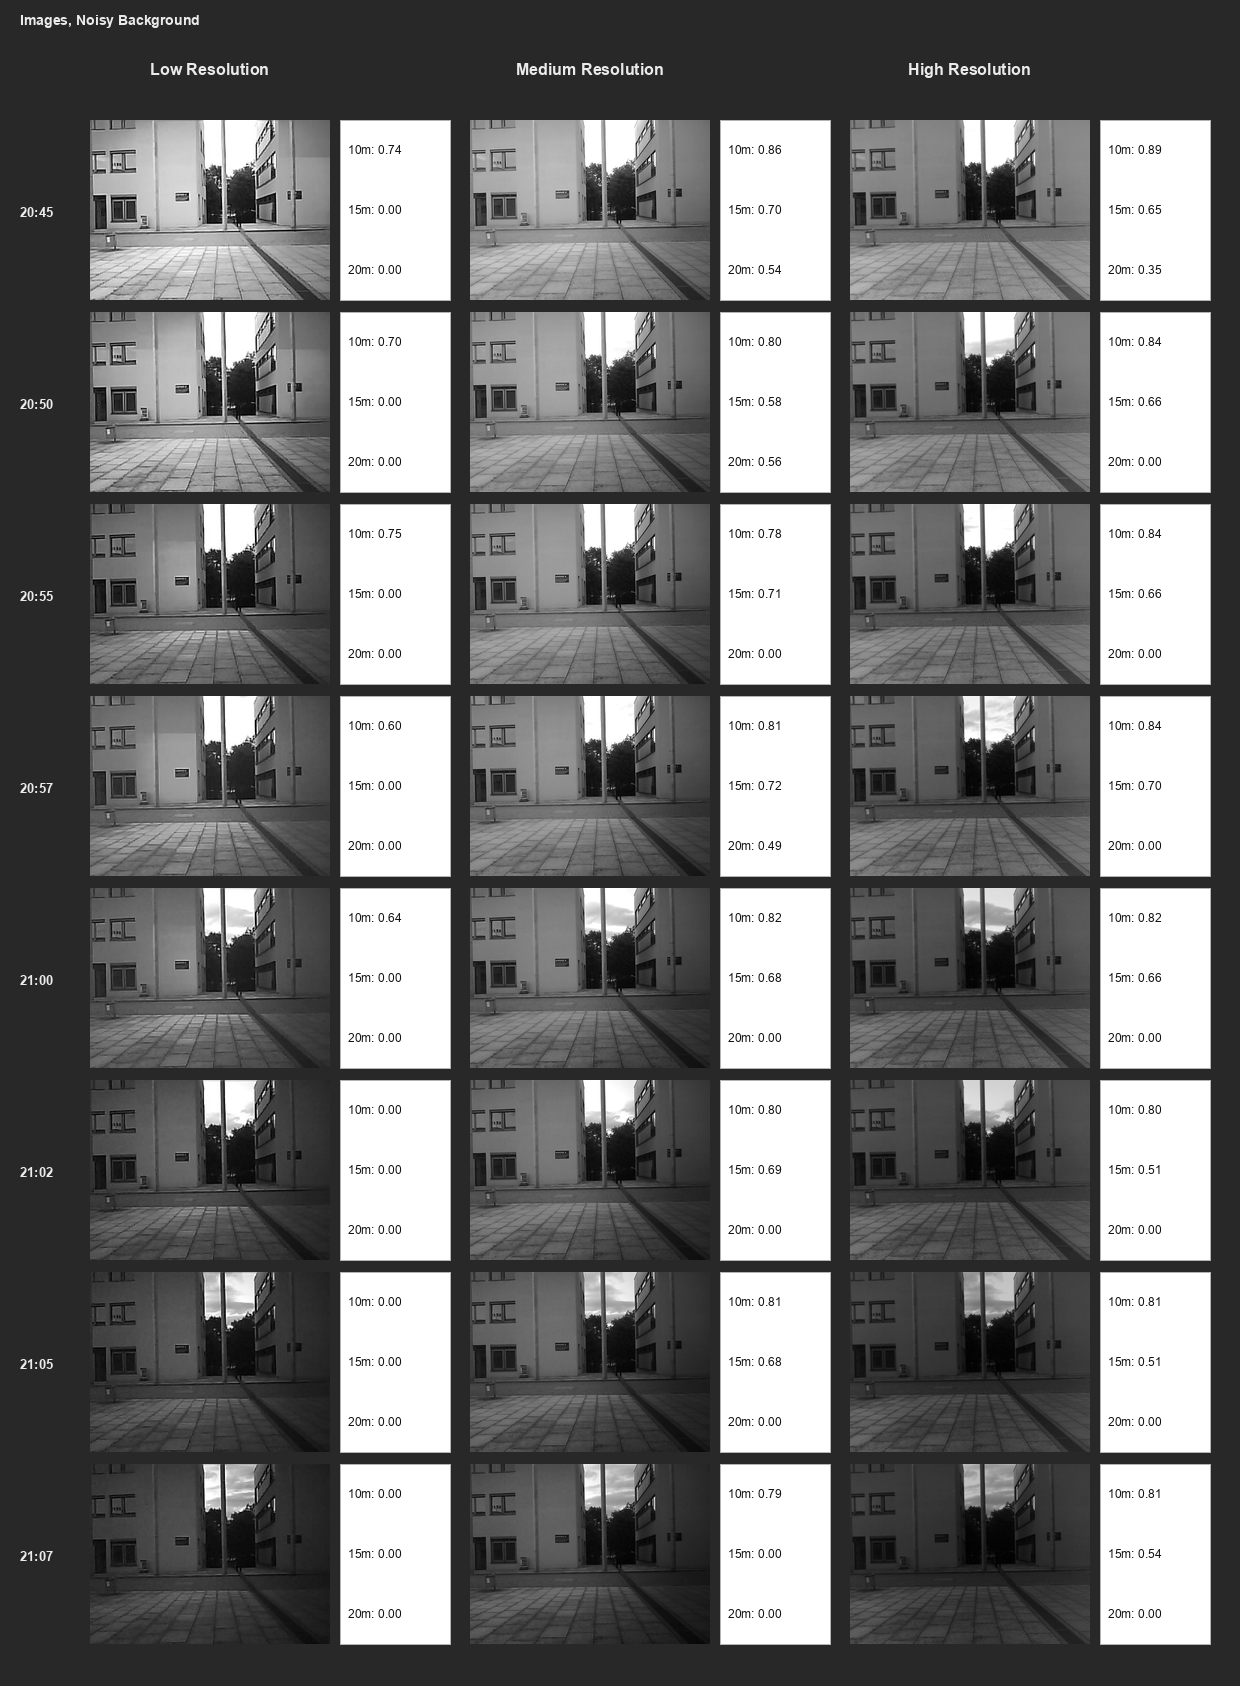 Images, Noisy Background
Low Resolution Medium Resolution High Resolution
20:45
10m: 0.74 10m: 0.86 10m: 0.89
15m: 0.00 15m: 0.70 15m: 0.65
20m: 0.00 20m: 0.54 20m: 0.35
20:50
10m: 0.70 10m: 0.80 10m: 0.84
15m: 0.00 15m: 0.58 15m: 0.66
20m: 0.00 20m: 0.56 20m: 0.00
20:55
10m: 0.75 10m: 0.78 10m: 0.84
15m: 0.00 15m: 0.71 15m: 0.66
20m: 0.00 20m: 0.00 20m: 0.00
20:57
10m: 0.60 10m: 0.81 10m: 0.84
15m: 0.00 15m: 0.72 15m: 0.70
20m: 0.00 20m: 0.49 20m: 0.00
21:00
10m: 0.64 10m: 0.82 10m: 0.82
15m: 0.00 15m: 0.68 15m: 0.66
20m: 0.00 20m: 0.00 20m: 0.00
21:02
10m: 0.00 10m: 0.80 10m: 0.80
15m: 0.00 15m: 0.69 15m: 0.51
20m: 0.00 20m: 0.00 20m: 0.00
21:05
10m: 0.00 10m: 0.81 10m: 0.81
15m: 0.00 15m: 0.68 15m: 0.51
20m: 0.00 20m: 0.00 20m: 0.00
21:07
10m: 0.00 10m: 0.79 10m: 0.81
15m: 0.00 15m: 0.00 15m: 0.54
20m: 0.00 20m: 0.00 20m: 0.00